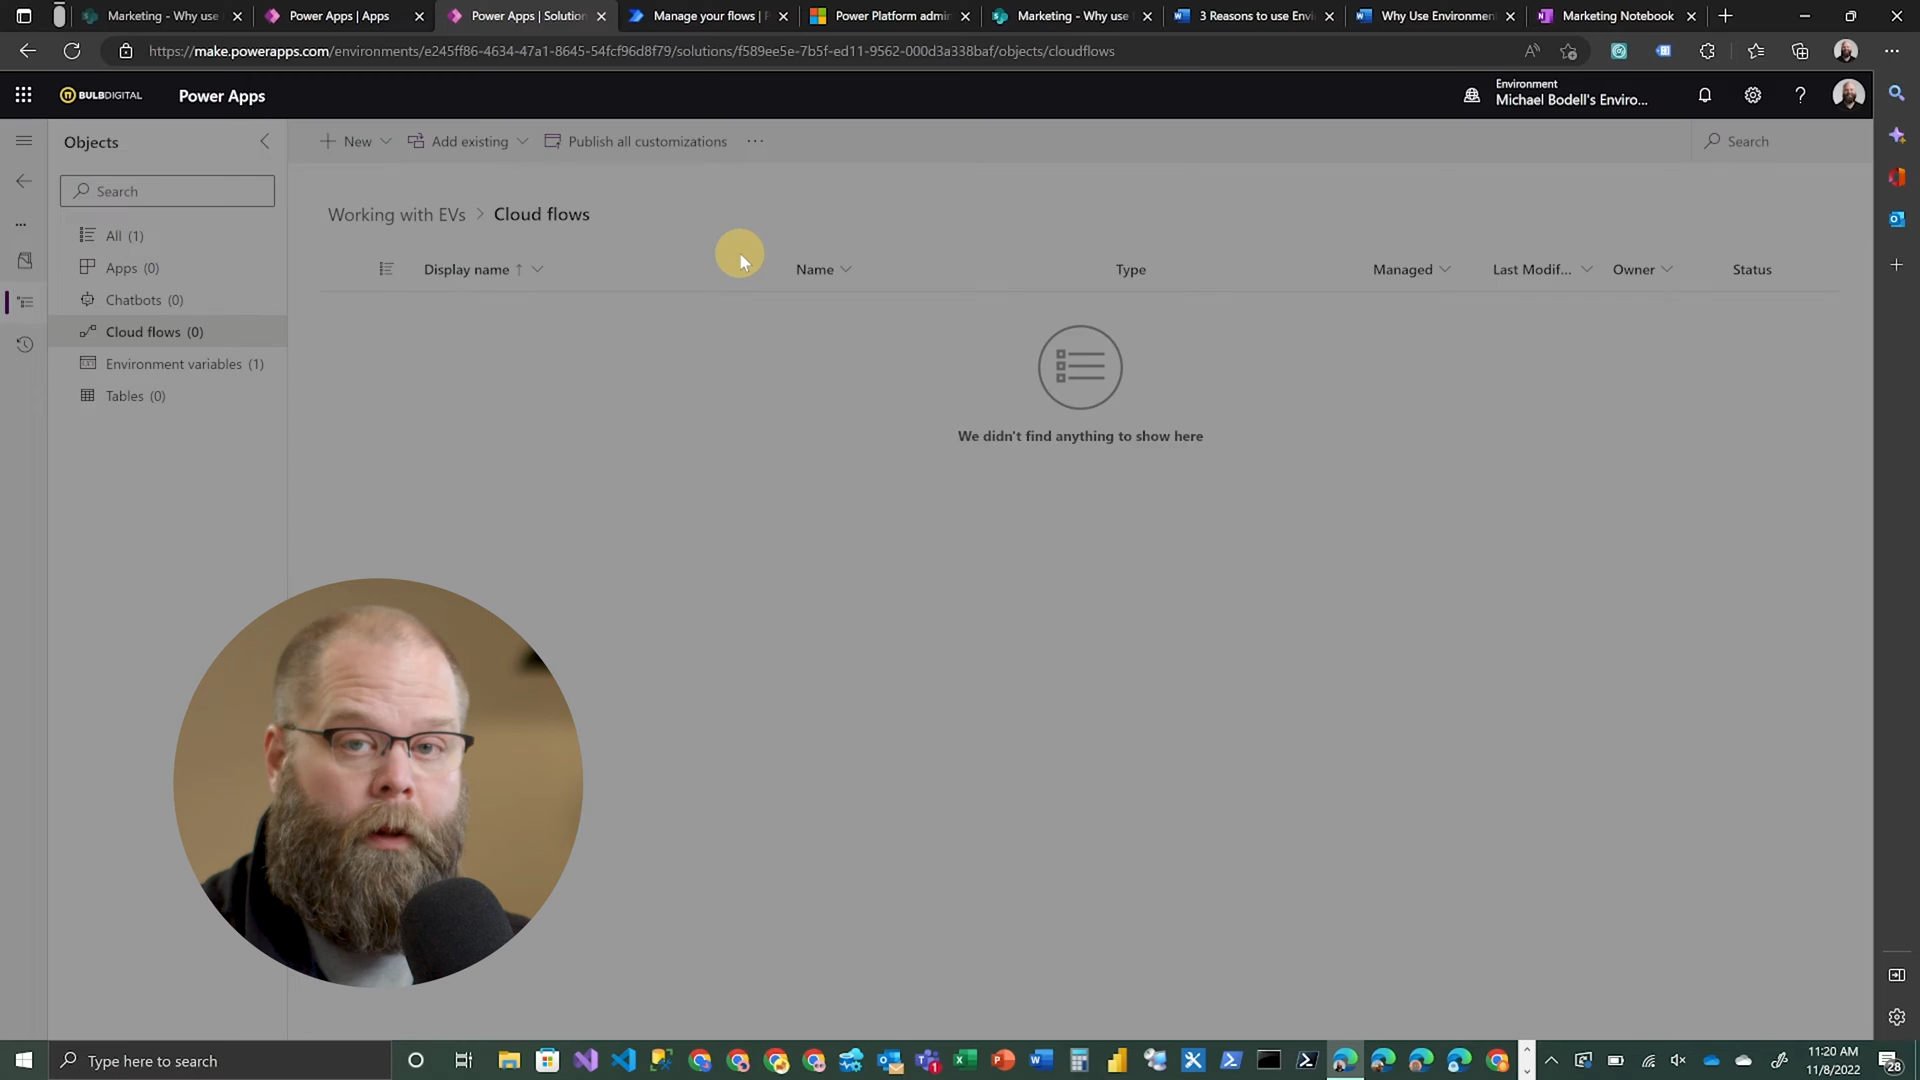 Marketing - Why use
Power Apps | Apps
Power Apps | Solution
Manage your flows | P
Power Platform admin
Marketing - Why use
3 Reasons to use Envi
Why Use Environmen
Marketing Notebook
https://make.powerapps.com/environments/e245ff86-4634-47a1-8645-54fcf96d8f79/solutions/f589ee5e-7b5f-ed11-9562-000d3a338baf/objects/cloudflows
BULBDIGITAL
Power Apps
Environment
Michael Bodell's Enviro...
?
Objects
New
Add existing
Publish all customizations
Search
Search
Working with EVs > Cloud flows
All (1)
Apps (0)
Chatbots (0)
Cloud flows (0)
Environment variables (1)
Tables (0)
Display name ↑
Name
Type
Managed
Last Modif...
Owner
Status
We didn't find anything to show here
Type here to search
11:20 AM
11/8/2022
28